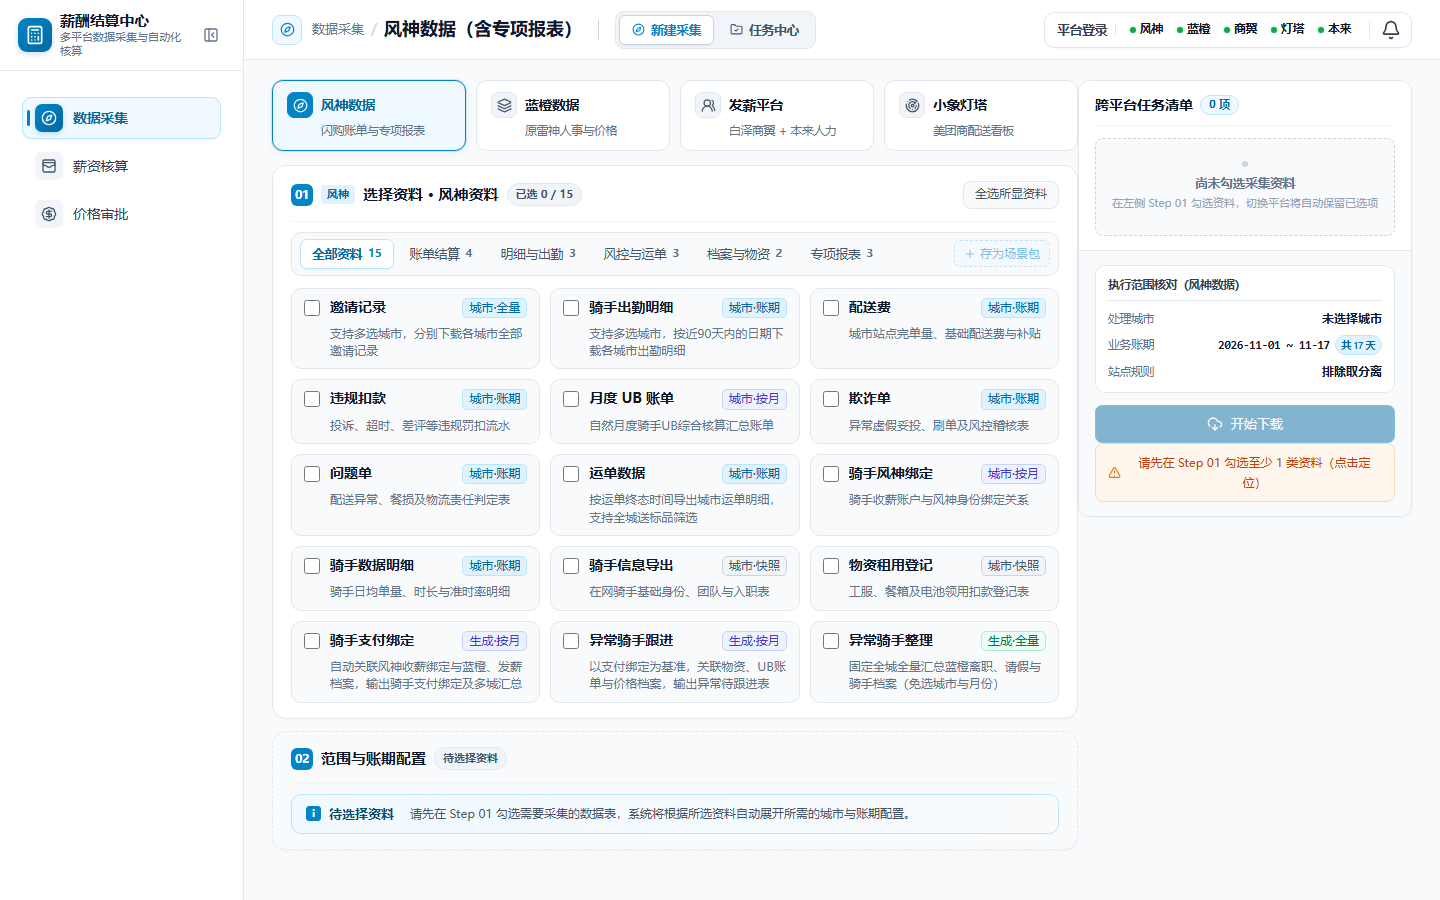 薪酬结算中心
多平台数据采集与自动化
核算
数据采集
薪资核算
价格审批
数据采集 / 风神数据（含专项报表）
新建采集
任务中心
平台登录 风神 蓝橙 商翼 灯塔 本来
风神数据
闪购账单与专项报表
蓝橙数据
原雷神人事与价格
发薪平台
白泽商翼 + 本来人力
小象灯塔
美团商配送看板
01 风神 选择资料 • 风神资料 已选 0 / 15
全选所显资料
全部资料 15 账单结算 4 明细与出勤 3 风控与运单 3 档案与物资 2 专项报表 3
+ 存为场景包
邀请记录 城市·全量
支持多选城市，分别下载各城市全部
邀请记录
骑手出勤明细 城市·账期
支持多选城市，按近90天内的日期下
载各城市出勤明细
配送费 城市·账期
城市站点完单量、基础配送费与补贴
违规扣款 城市·账期
投诉、超时、差评等违规罚扣流水
月度 UB 账单 城市·按月
自然月度骑手UB综合核算汇总账单
欺诈单 城市·账期
异常虚假妥投、刷单及风控稽核表
问题单 城市·账期
配送异常、餐损及物流责任判定表
运单数据 城市·账期
按运单终态时间导出城市运单明细，
支持全城送标品筛选
骑手风神绑定 城市·按月
骑手收薪账户与风神身份绑定关系
骑手数据明细 城市·账期
骑手日均单量、时长与准时率明细
骑手信息导出 城市·快照
在网骑手基础身份、团队与入职表
物资租用登记 城市·快照
工服、餐箱及电池领用扣款登记表
骑手支付绑定 生成·按月
自动关联风神收薪绑定与蓝橙、发薪
档案，输出骑手支付绑定及多城汇总
异常骑手跟进 生成·按月
以支付绑定为基准，关联物资、UB账
单与价格档案，输出异常待跟进表
异常骑手整理 生成·全量
固定全城全量汇总蓝橙离职、请假与
骑手档案（免选城市与月份）
02 范围与账期配置 待选择资料
待选择资料 请先在 Step 01 勾选需要采集的数据表，系统将根据所选资料自动展开所需的城市与账期配置。
跨平台任务清单 0 项
尚未勾选采集资料
在左侧 Step 01 勾选资料，切换平台将自动保留已选项
执行范围核对（风神数据）
处理城市 未选择城市
业务账期 2026-11-01 ~ 11-17 共 17 天
站点规则 排除取分离
开始下载
请先在 Step 01 勾选至少 1 类资料（点击定
位）